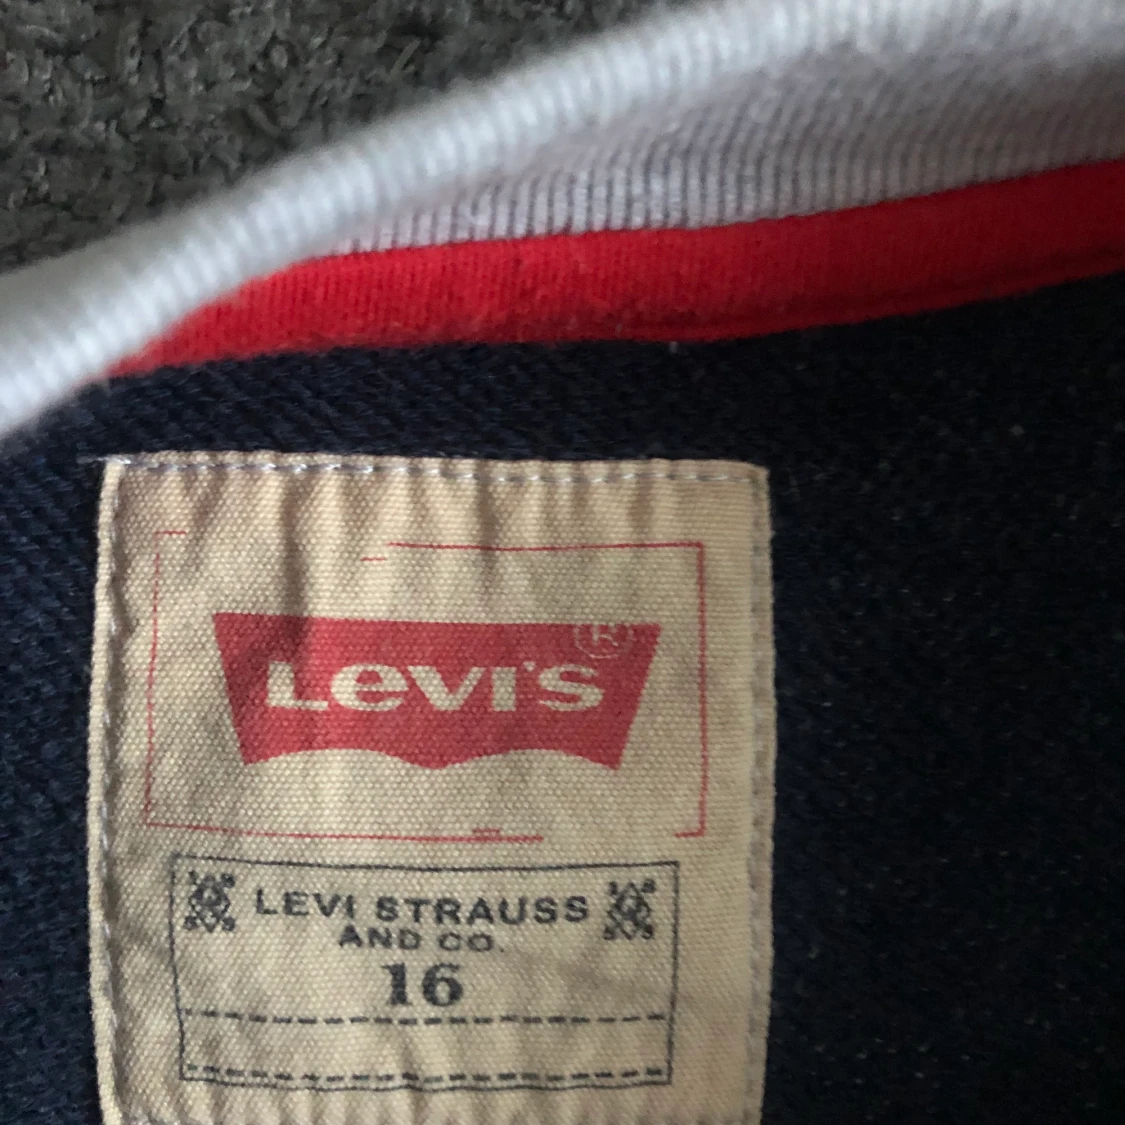 Levi's®
LEVI STRAUSS
AND CO.
16